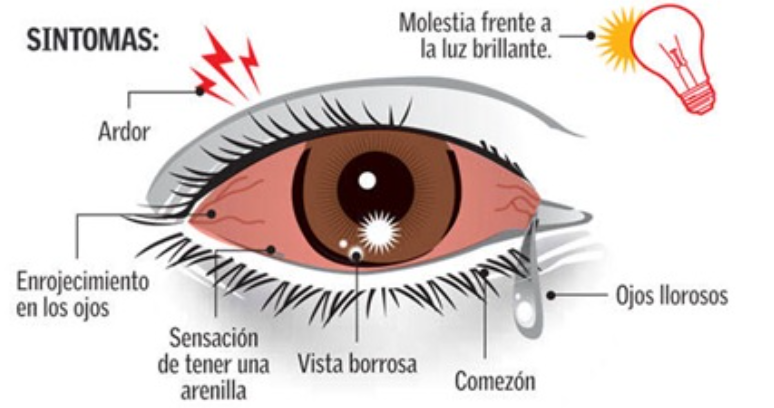 SINTOMAS:
Molestia frente a
la luz brillante.
Ardor
Enrojecimiento
en los ojos
Sensación
de tener una
arenilla
Vista borrosa
Comezón
Ojos llorosos